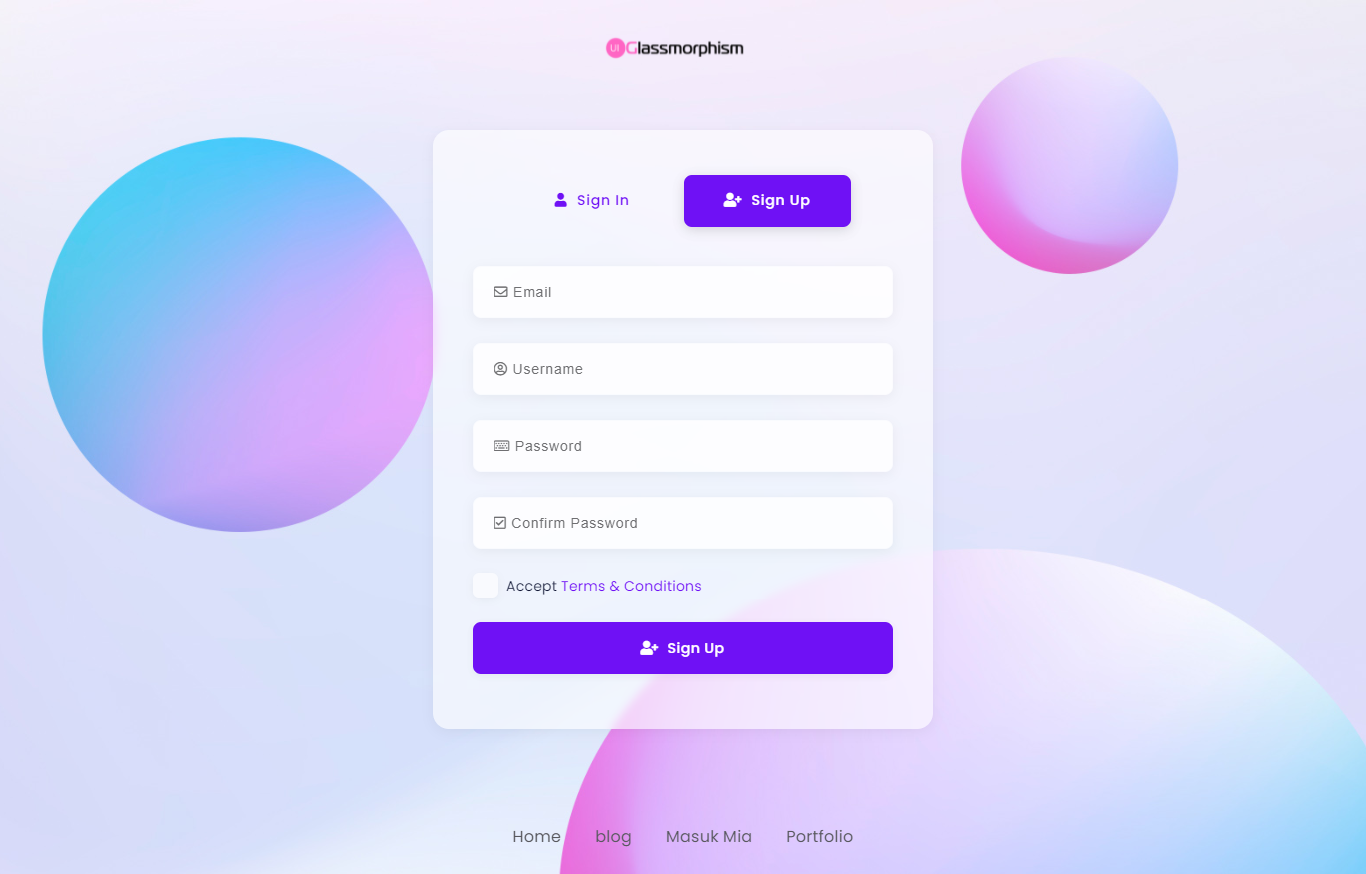 UI Glassmorphism
Sign In
Sign Up
Email
Username
Password
Confirm Password
Accept Terms & Conditions
Sign Up
Home blog Masuk Mia Portfolio